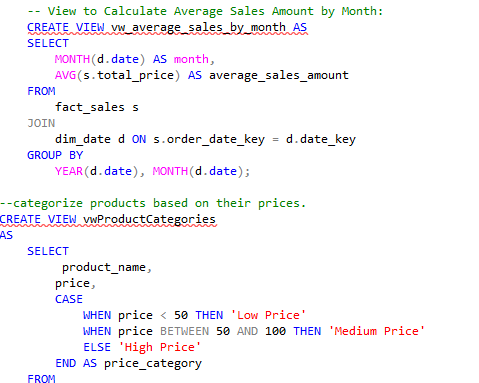 -- View to Calculate Average Sales Amount by Month:
CREATE VIEW vw_average_sales_by_month AS
SELECT
MONTH(d.date) AS month,
AVG(s.total_price) AS average_sales_amount
FROM
fact_sales s
JOIN
dim_date d ON s.order_date_key = d.date_key
GROUP BY
YEAR(d.date), MONTH(d.date);
--categorize products based on their prices.
CREATE VIEW vwProductCategories
AS
SELECT
product_name,
price,
CASE
WHEN price < 50 THEN 'Low Price'
WHEN price BETWEEN 50 AND 100 THEN 'Medium Price'
ELSE 'High Price'
END AS price_category
FROM